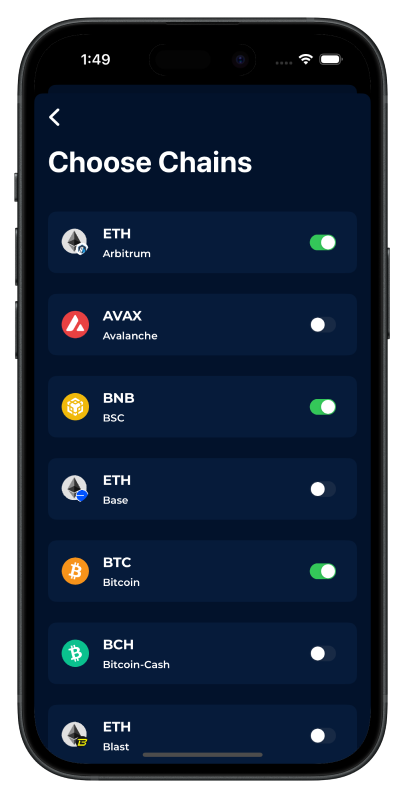 1:49
Choose Chains
ETH
Arbitrum
AVAX
Avalanche
BNB
BSC
ETH
Base
BTC
Bitcoin
BCH
Bitcoin-Cash
ETH
Blast